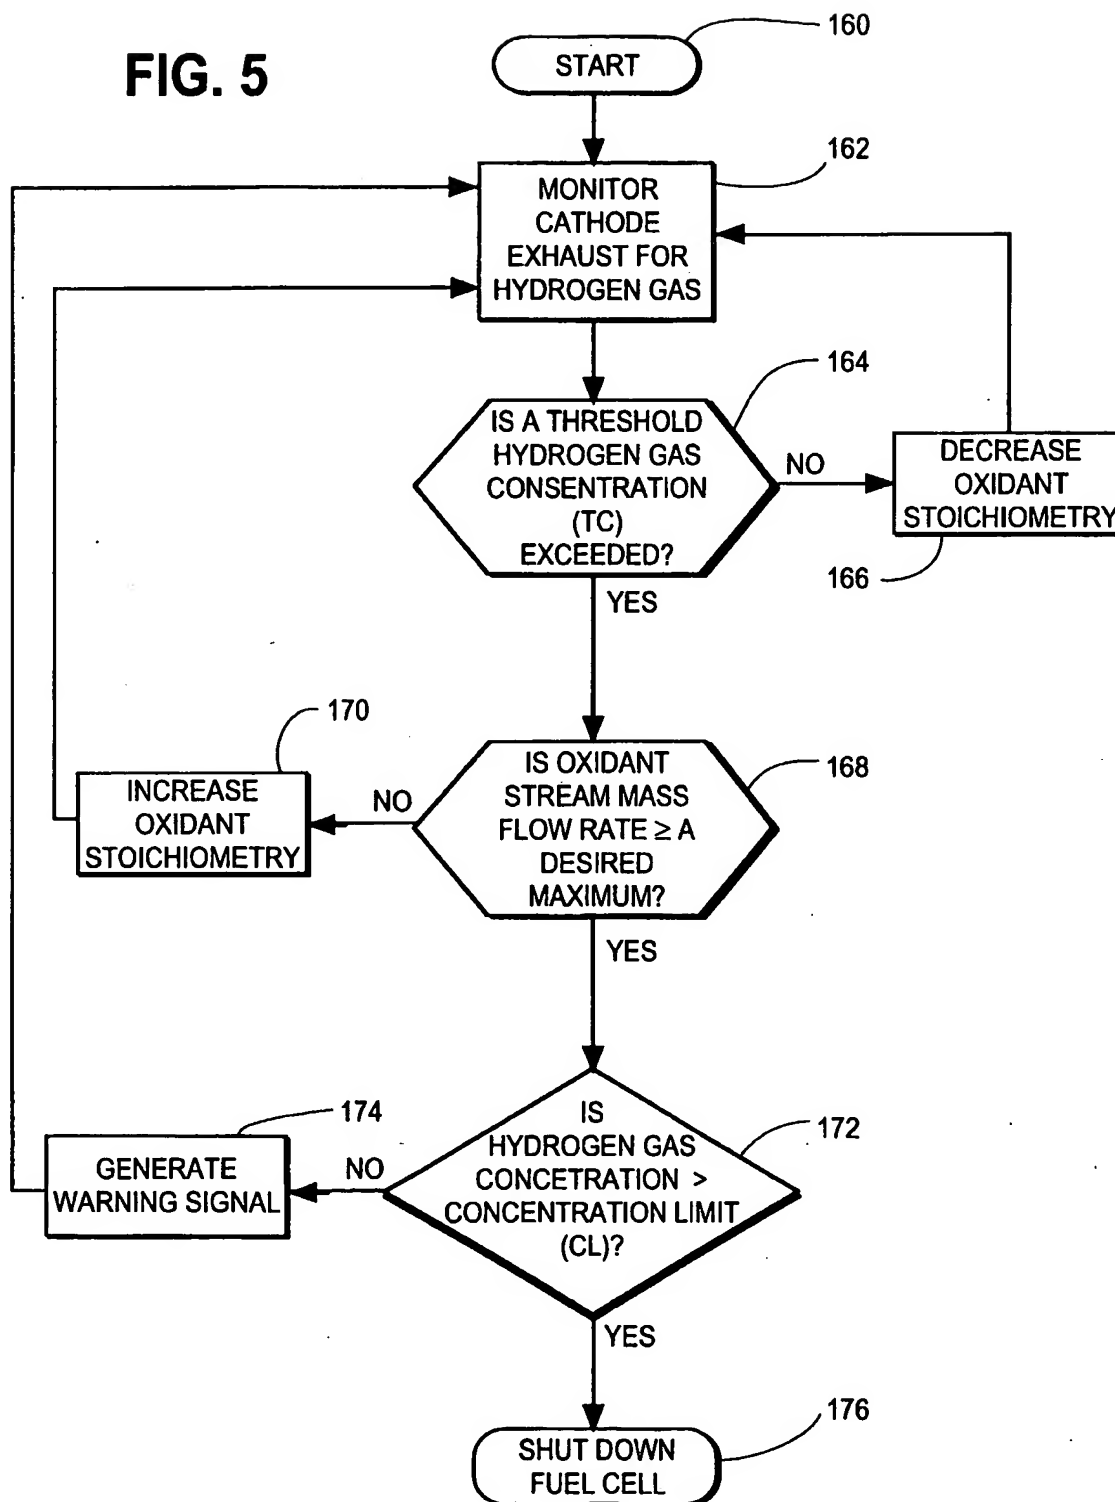 FIG. 5
160
START
162
MONITOR
CATHODE
EXHAUST FOR
HYDROGEN GAS
164
IS A THRESHOLD
HYDROGEN GAS
CONSENTRATION
(TC)
EXCEEDED?
NO
DECREASE
OXIDANT
STOICHIOMETRY
166
YES
170
INCREASE
OXIDANT
STOICHIOMETRY
NO
IS OXIDANT
STREAM MASS
FLOW RATE ≥ A
DESIRED
MAXIMUM?
168
YES
174
GENERATE
WARNING SIGNAL
NO
IS
HYDROGEN GAS
CONCETRATION >
CONCENTRATION LIMIT
(CL)?
172
YES
176
SHUT DOWN
FUEL CELL